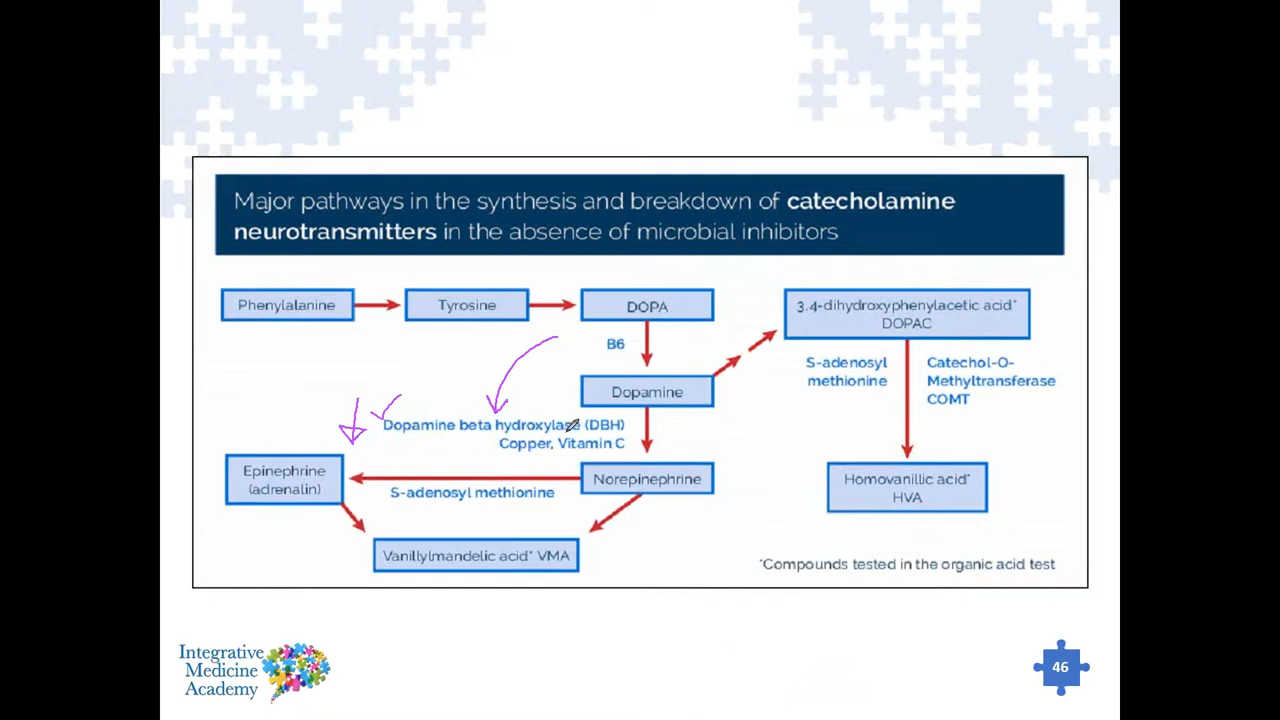 Major pathways in the synthesis and breakdown of catecholamine
neurotransmitters in the absence of microbial inhibitors
Phenylalanine
Tyrosine
DOPA
3,4-dihydroxyphenylacetic acid*
DOPAC
B6
S-adenosyl
methionine
Catechol-O-
Methyltransferase
COMT
Dopamine
Dopamine beta hydroxylase (DBH)
Copper, Vitamin C
Epinephrine
(adrenalin)
S-adenosyl methionine
Norepinephrine
Homovanillic acid*
HVA
Vanillylmandelic acid* VMA
*Compounds tested in the organic acid test
Integrative
Medicine
Academy
46